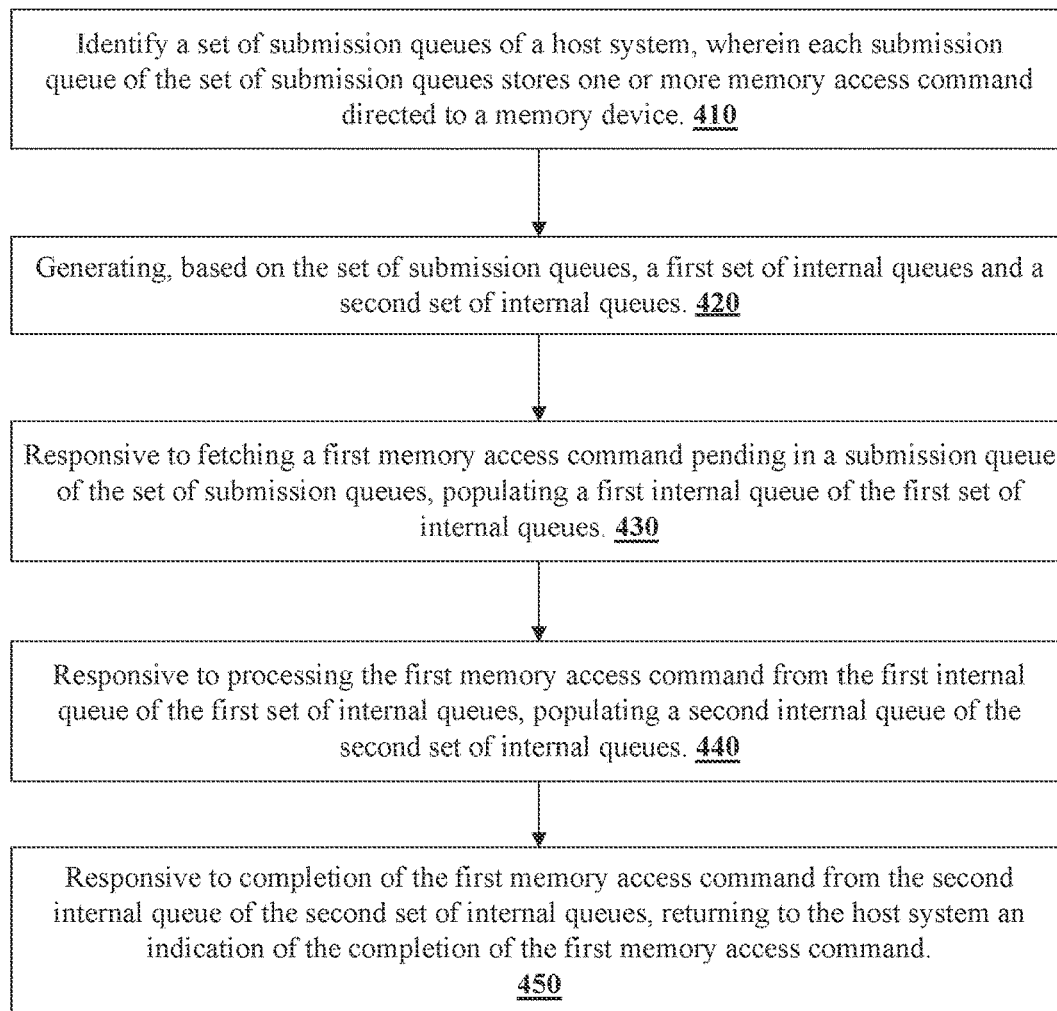 Identify a set of submission queues of a host system, wherein each submission
queue of the set of submission queues stores one or more memory access command
directed to a memory device. 410
Generating, based on the set of submission queues, a first set of internal queues and a
second set of internal queues. 420
Responsive to fetching a first memory access command pending in a submission queue
of the set of submission queues, populating a first internal queue of the first set of
internal queues. 430
Responsive to processing the first memory access command from the first internal
queue of the first set of internal queues, populating a second internal queue of the
second set of internal queues. 440
Responsive to completion of the first memory access command from the second
internal queue of the second set of internal queues, returning to the host system an
indication of the completion of the first memory access command.
450